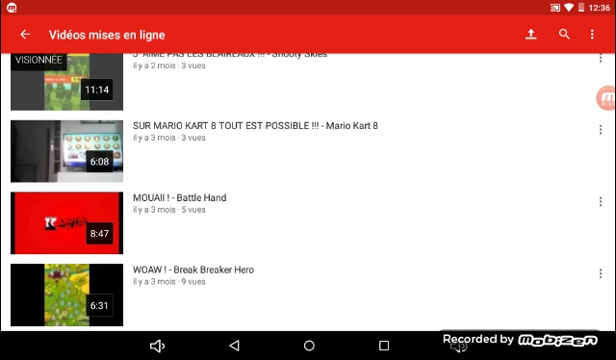 12:36
Vidéos mises en ligne
VISIONNÉE
J'AIME PAS LES BLAIREAUX !!! - Shooty Skies
il y a 2 mois · 3 vues
11:14
SUR MARIO KART 8 TOUT EST POSSIBLE !!! - Mario Kart 8
il y a 3 mois · 3 vues
6:08
MOUAII ! - Battle Hand
il y a 3 mois · 5 vues
8:47
WOAW ! - Break Breaker Hero
il y a 3 mois · 9 vues
6:31
Recorded by MOBIZEN